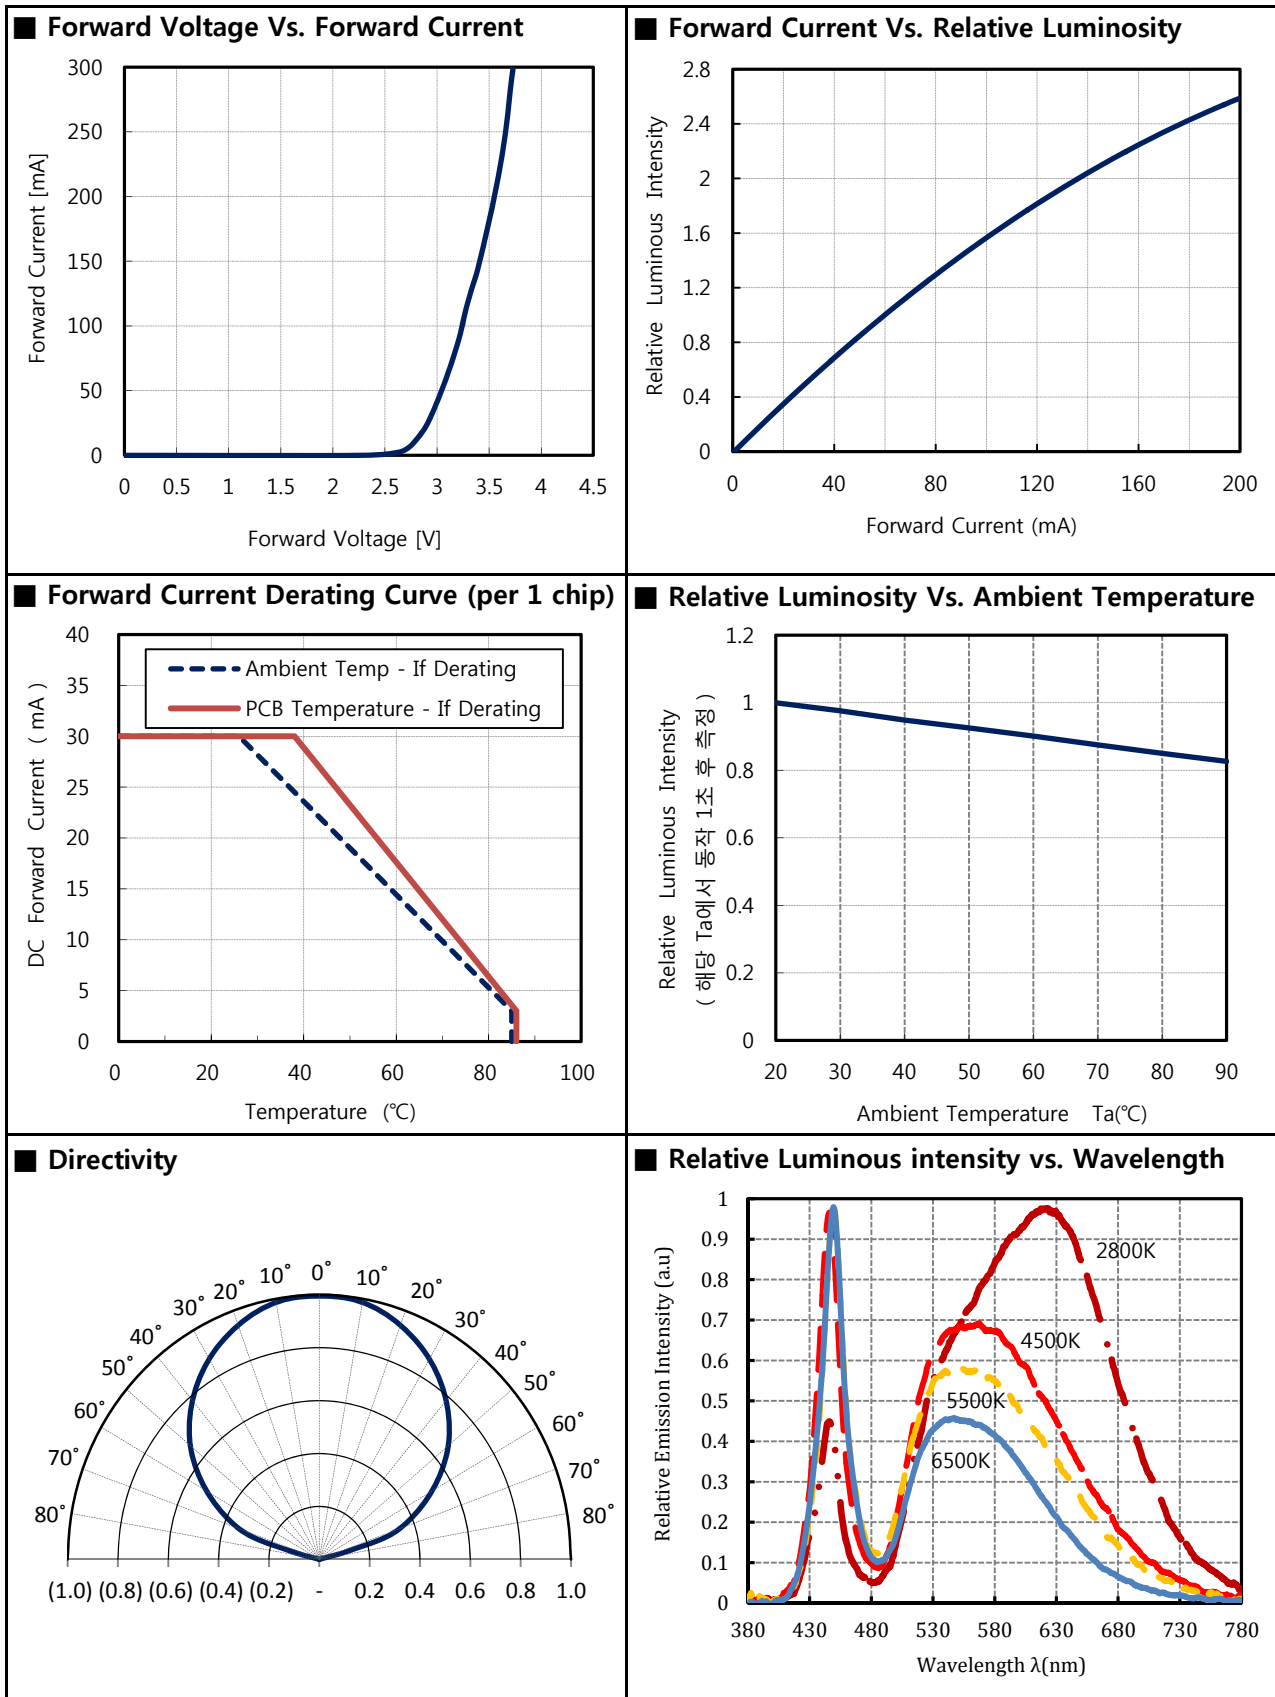 ■ Forward Voltage Vs. Forward Current
300
250
200
150
100
50
0
Forward Current [mA]
0 0.5 1 1.5 2 2.5 3 3.5 4 4.5
Forward Voltage [V]
■ Forward Current Vs. Relative Luminosity
2.8
2.4
2
1.6
1.2
0.8
0.4
0
Relative Luminous Intensity
0 40 80 120 160 200
Forward Current (mA)
■ Forward Current Derating Curve (per 1 chip)
40
35
30
25
20
15
10
5
0
DC Forward Current ( mA )
Ambient Temp - If Derating
PCB Temperature - If Derating
0 20 40 60 80 100
Temperature (℃)
■ Relative Luminosity Vs. Ambient Temperature
1.2
1
0.8
0.6
0.4
0.2
0
Relative Luminous Intensity
( 해당 Ta에서 동작 1초 후 측정 )
20 30 40 50 60 70 80 90
Ambient Temperature Ta(℃)
■ Directivity
80˚ 70˚ 60˚ 50˚ 40˚ 30˚ 20˚ 10˚ 0˚ 10˚ 20˚ 30˚ 40˚ 50˚ 60˚ 70˚ 80˚
(1.0) (0.8) (0.6) (0.4) (0.2) - 0.2 0.4 0.6 0.8 1.0
■ Relative Luminous intensity vs. Wavelength
1
0.9
0.8
0.7
0.6
0.5
0.4
0.3
0.2
0.1
0
Relative Emission Intensity (a.u)
2800K
4500K
5500K
6500K
380 430 480 530 580 630 680 730 780
Wavelength λ(nm)